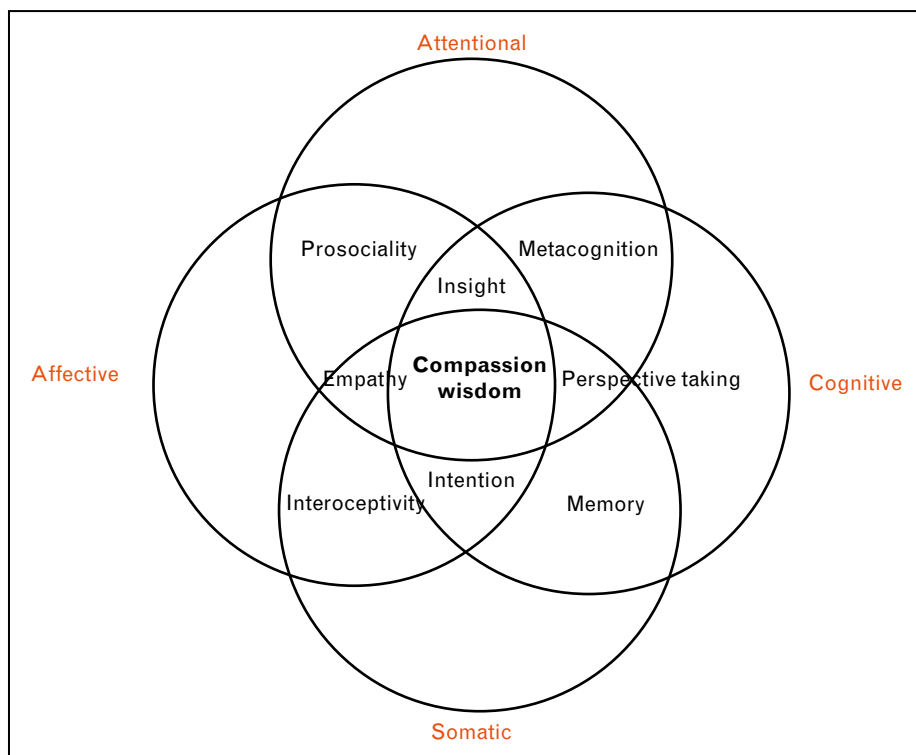 Attentional
Prosociality
Metacognition
Insight
Affective
Empathy
Compassion
wisdom
Perspective taking
Cognitive
Intention
Interoceptivity
Memory
Somatic